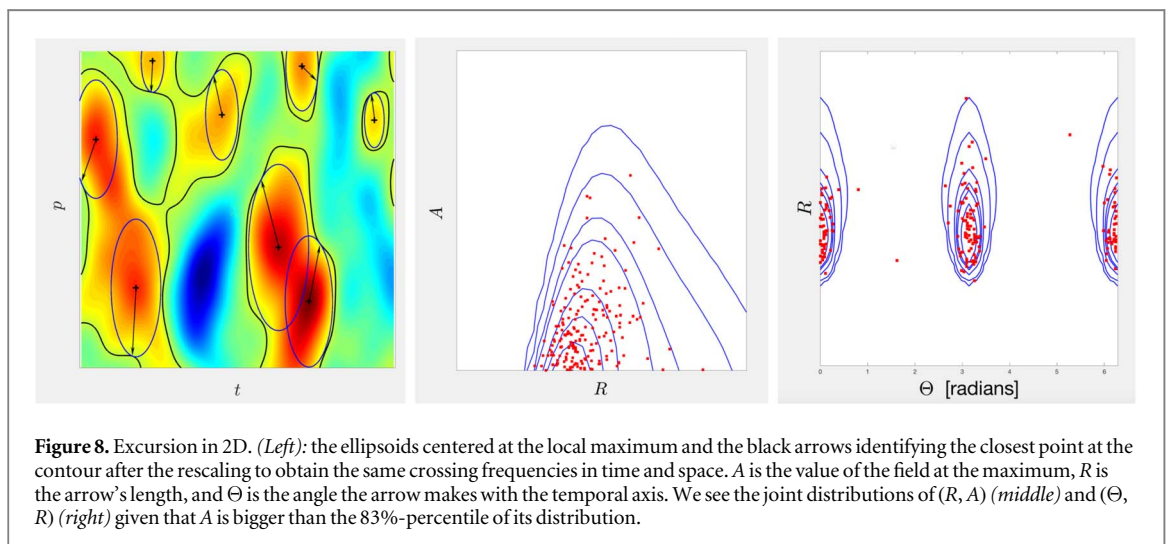 p
t
A
R
R
0
1
2
3
4
5
6
Θ [radians]
Figure 8. Excursion in 2D. (Left): the ellipsoids centered at the local maximum and the black arrows identifying the closest point at the
contour after the rescaling to obtain the same crossing frequencies in time and space. A is the value of the field at the maximum, R is
the arrow's length, and Θ is the angle the arrow makes with the temporal axis. We see the joint distributions of (R, A) (middle) and (Θ,
R) (right) given that A is bigger than the 83%-percentile of its distribution.